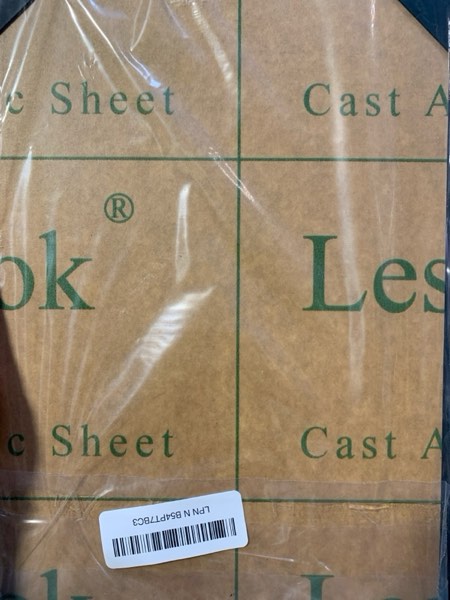 c Sheet
Cast A
®
ok
Les
c Sheet
Cast A
LPN N B54PT7BC3